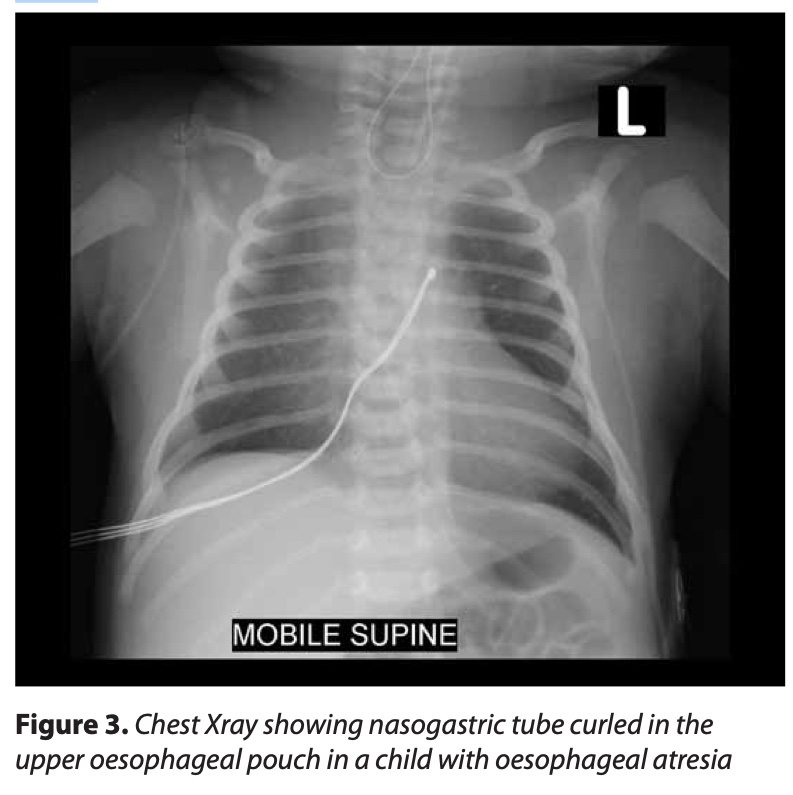 L
MOBILE SUPINE
Figure 3. Chest Xray showing nasogastric tube curled in the
upper oesophageal pouch in a child with oesophageal atresia